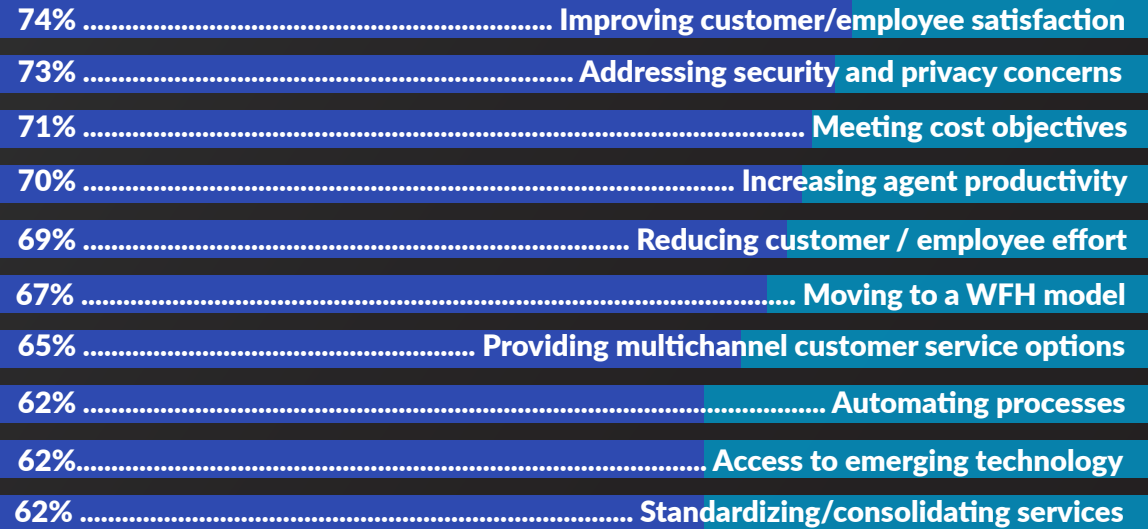 74% ........ Improving customer/employee satisfaction
73% ........ Addressing security and privacy concerns
71% ........ Meeting cost objectives
70% ........ Increasing agent productivity
69% ........ Reducing customer / employee effort
67% ........ Moving to a WFH model
65% ........ Providing multichannel customer service options
62% ........ Automating processes
62%........ Access to emerging technology
62% ........ Standardizing/consolidating services